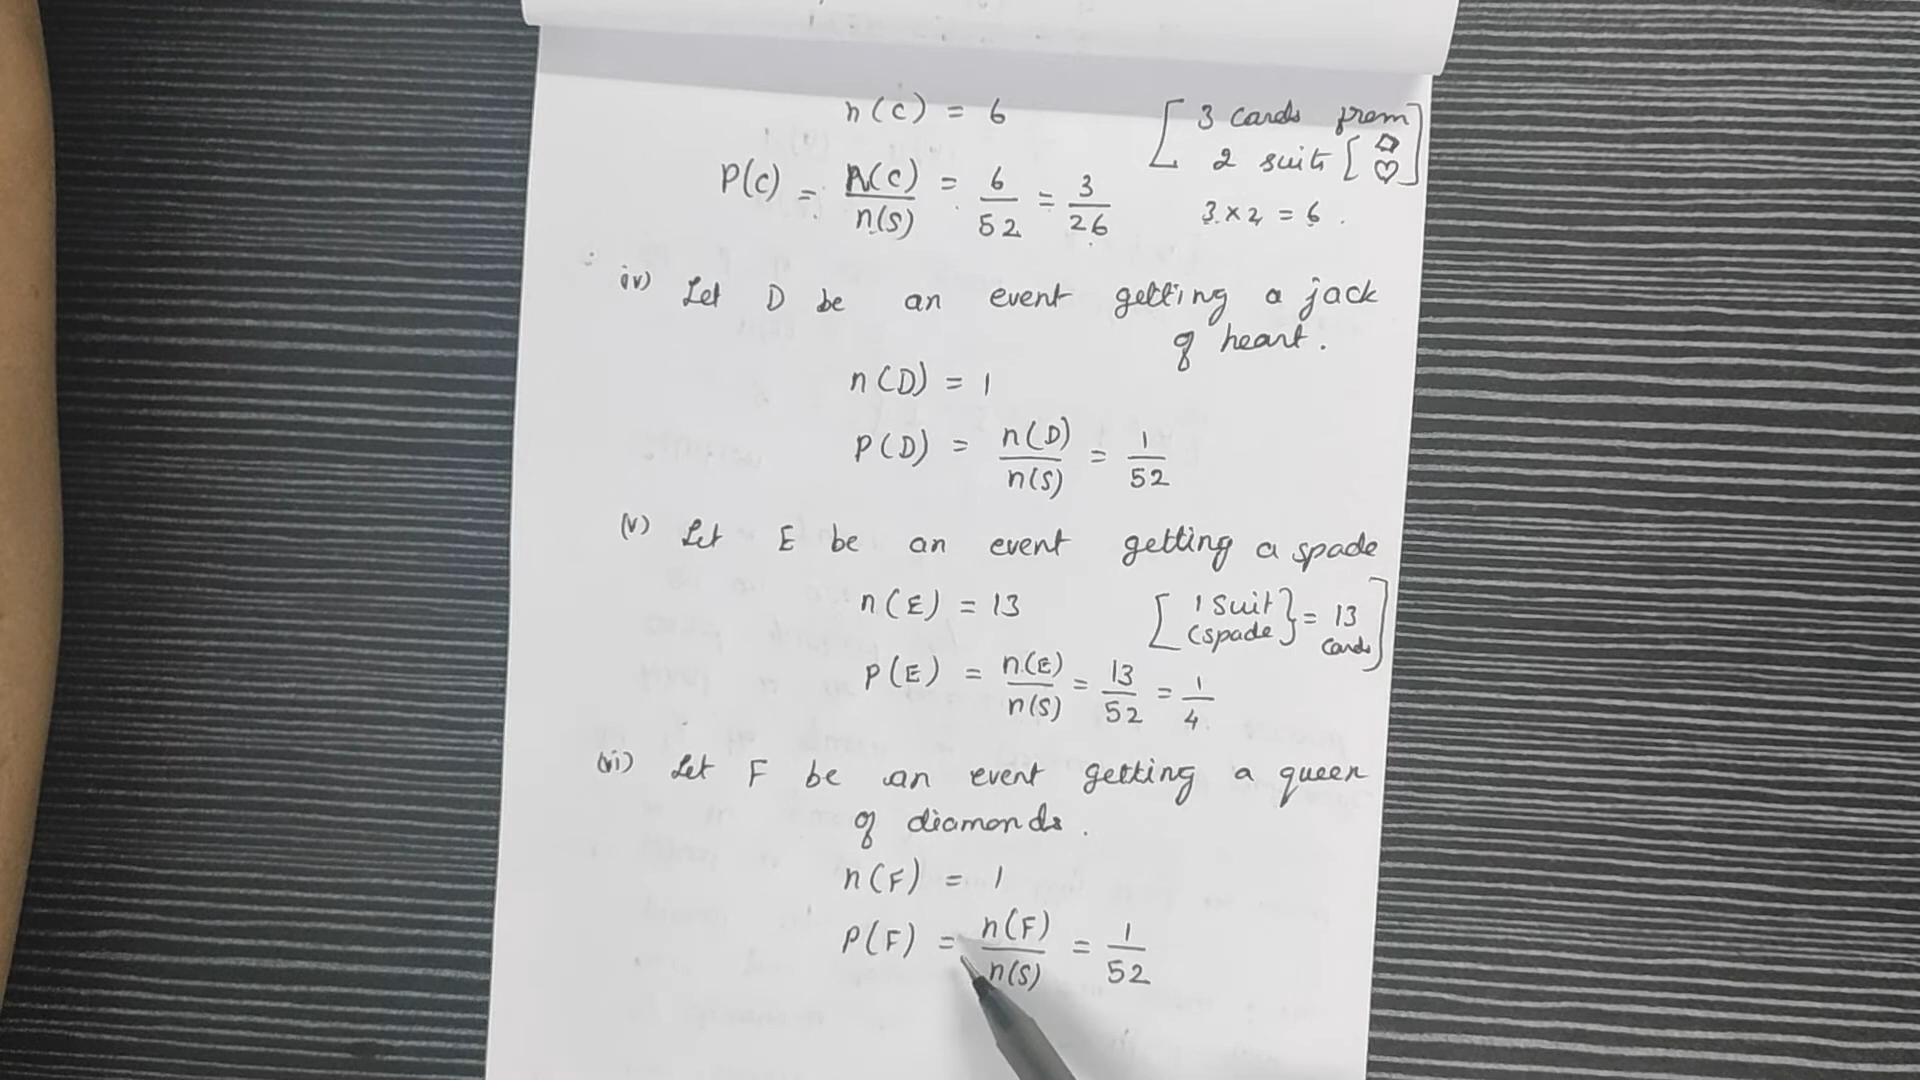 n(C) = 6 [3 cards from
2 suits [◇ ♡]]
P(C) = n(C)/n(S) = 6/52 = 3/26
3 × 2 = 6.
iv) Let D be an event getting a jack
of heart.
n(D) = 1
P(D) = n(D)/n(S) = 1/52
(v) Let E be an event getting a spade
n(E) = 13 [1 suit (spade} = 13 cards]
P(E) = n(E)/n(S) = 13/52 = 1/4
(vi) Let F be an event getting a queen
of diamonds.
n(F) = 1
P(F) = n(F)/n(S) = 1/52